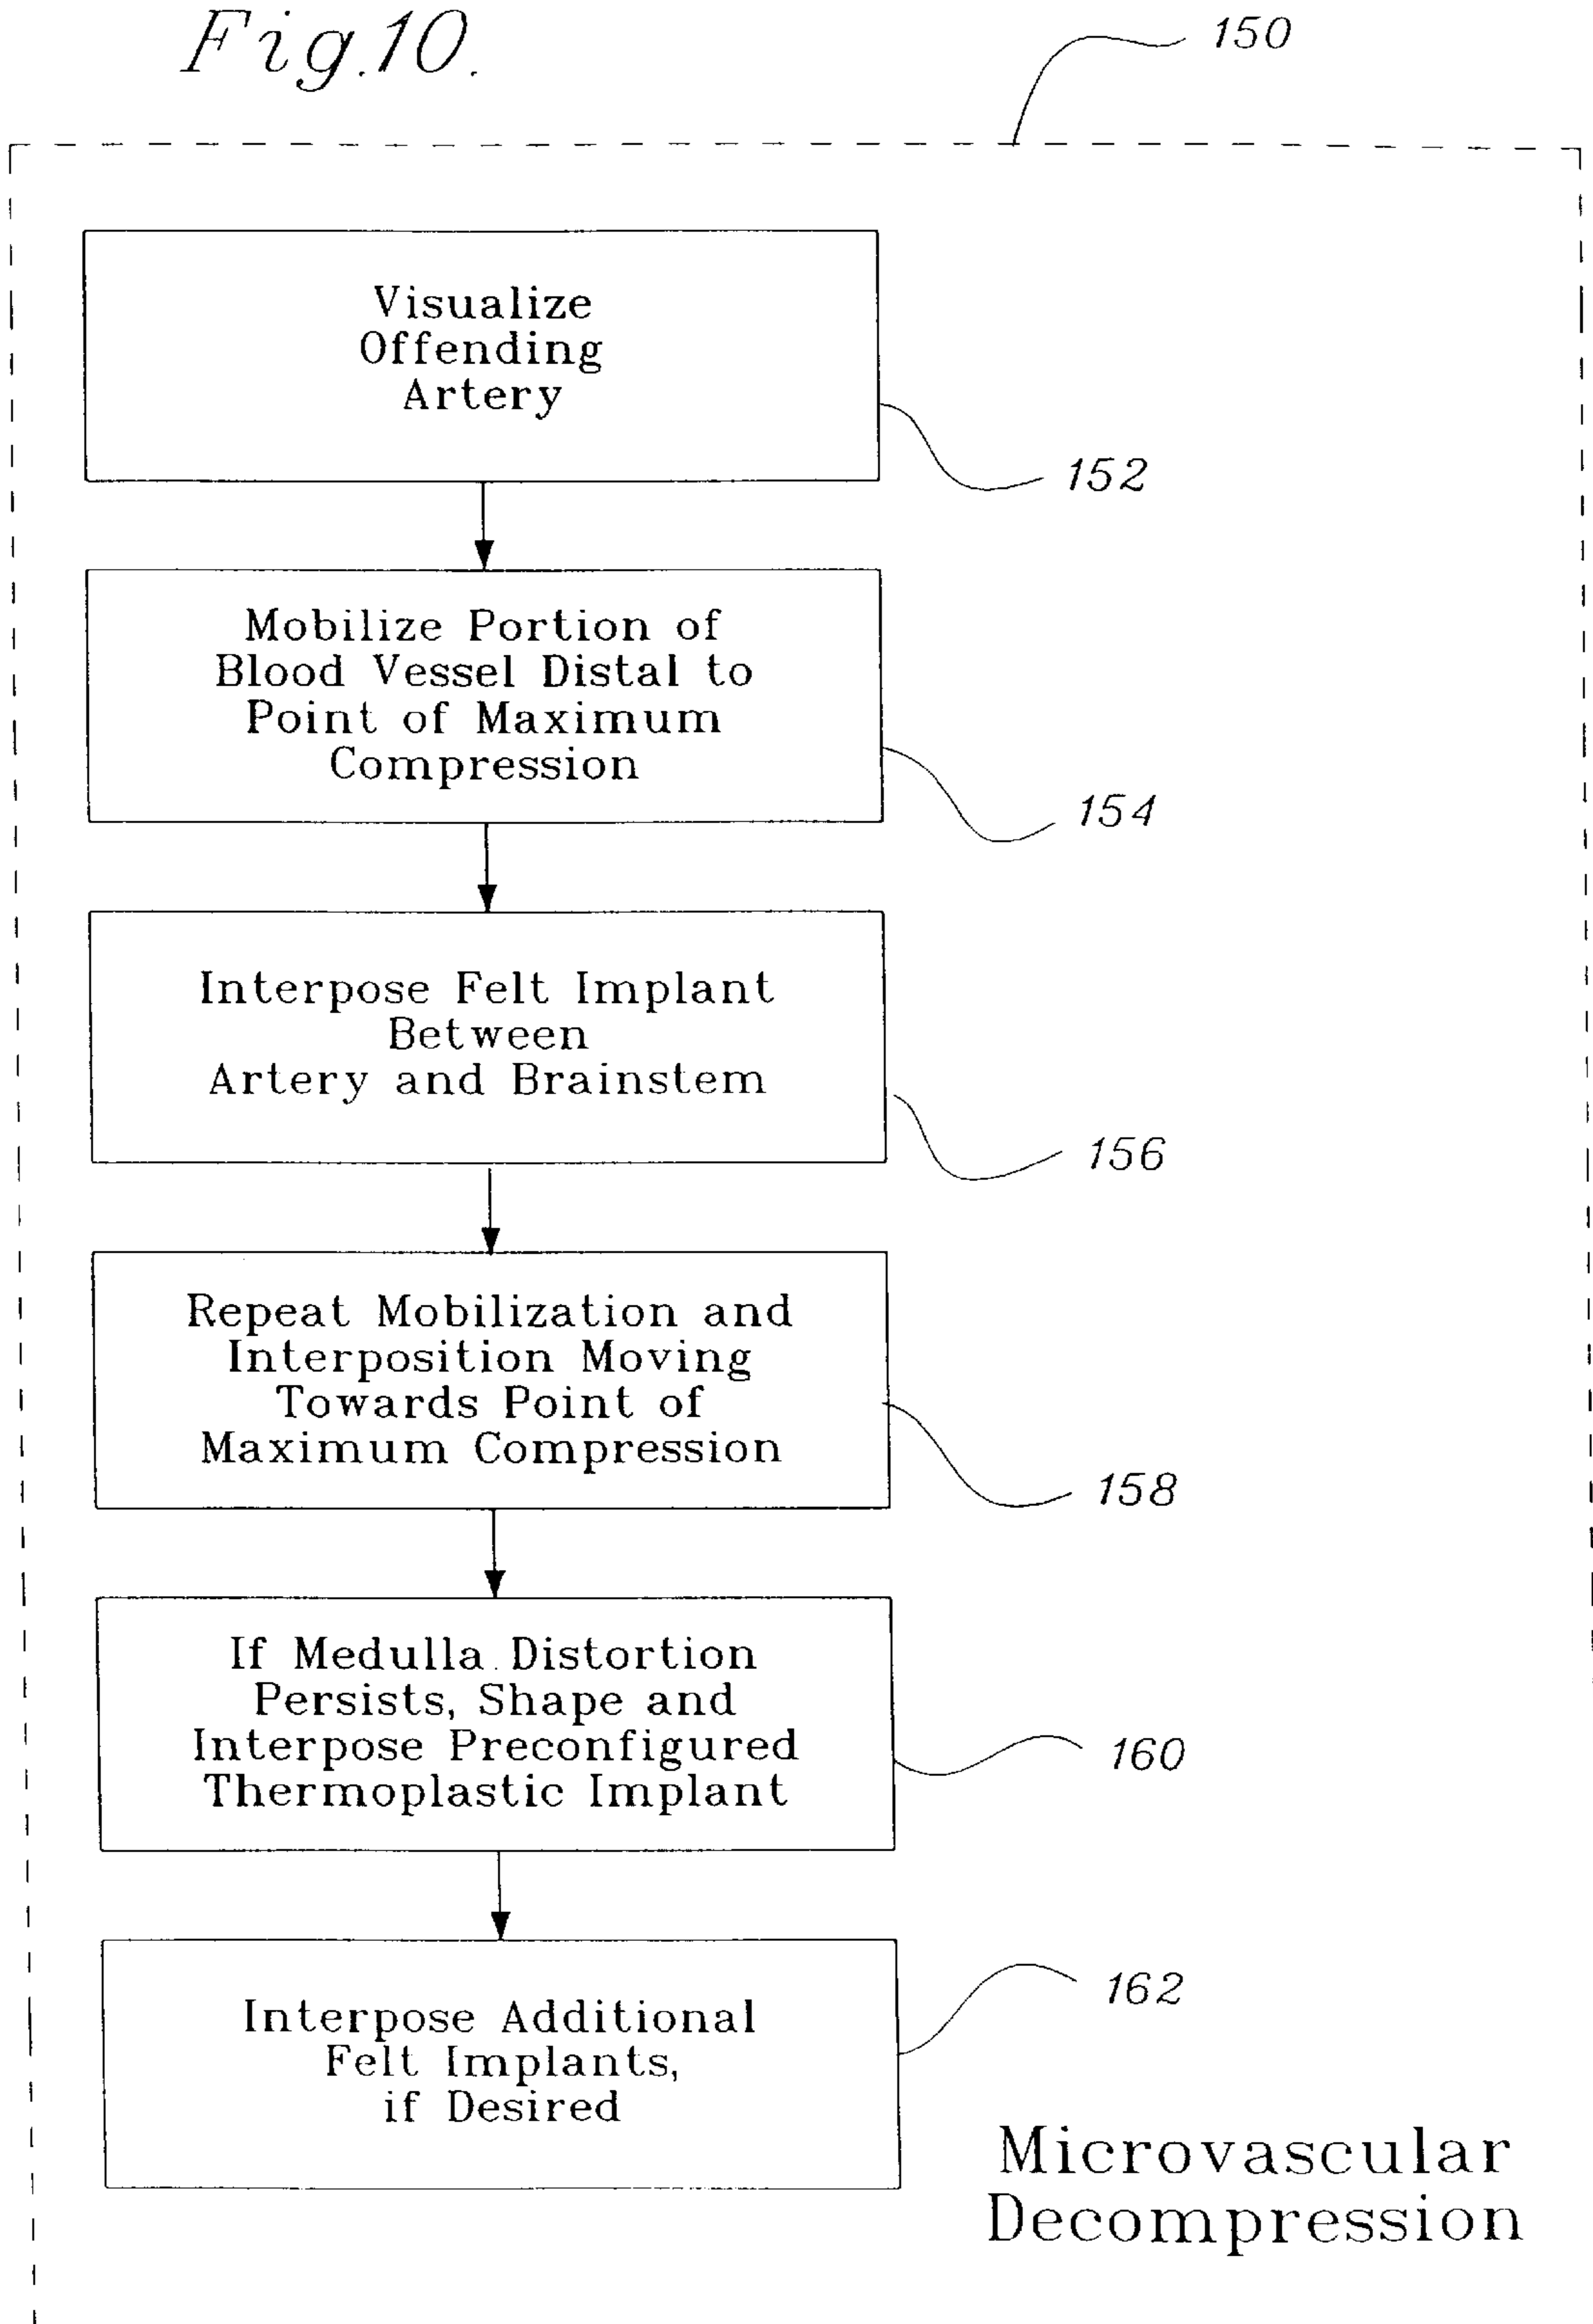 Fig.10.
150
Visualize
Offending
Artery
152
Mobilize Portion of
Blood Vessel Distal to
Point of Maximum
Compression
154
Interpose Felt Implant
Between
Artery and Brainstem
156
Repeat Mobilization and
Interposition Moving
Towards Point of
Maximum Compression
158
If Medulla Distortion
Persists, Shape and
Interpose Preconfigured
Thermoplastic Implant
160
Interpose Additional
Felt Implants,
if Desired
162
Microvascular
Decompression